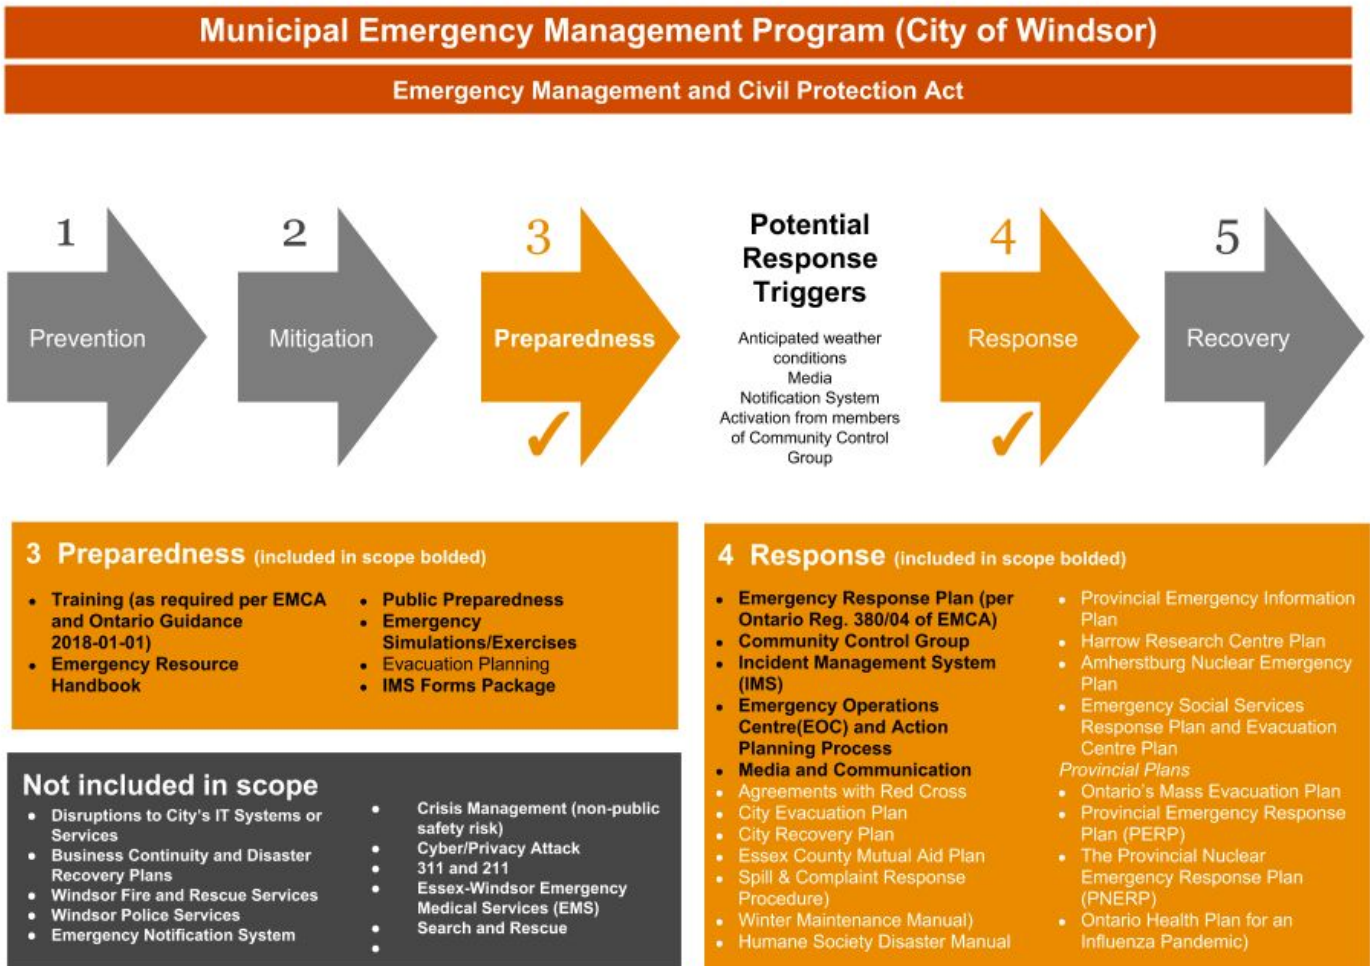 Municipal Emergency Management Program (City of Windsor)
Emergency Management and Civil Protection Act
1
Prevention
2
Mitigation
3
Preparedness
✓
Potential
Response
Triggers
Anticipated weather
conditions
Media
Notification System
Activation from members
of Community Control
Group
4
Response
✓
5
Recovery
3 Preparedness (included in scope bolded)
• Training (as required per EMCA
and Ontario Guidance
2018-01-01)
• Emergency Resource
Handbook
• Public Preparedness
• Emergency
Simulations/Exercises
• Evacuation Planning
• IMS Forms Package
Not included in scope
• Disruptions to City's IT Systems or
Services
• Business Continuity and Disaster
Recovery Plans
• Windsor Fire and Rescue Services
• Windsor Police Services
• Emergency Notification System
• Crisis Management (non-public
safety risk)
• Cyber/Privacy Attack
• 311 and 211
• Essex-Windsor Emergency
Medical Services (EMS)
• Search and Rescue
•
4 Response (included in scope bolded)
• Emergency Response Plan (per
Ontario Reg. 380/04 of EMCA)
• Community Control Group
• Incident Management System
(IMS)
• Emergency Operations
Centre(EOC) and Action
Planning Process
• Media and Communication
• Agreements with Red Cross
• City Evacuation Plan
• City Recovery Plan
• Essex County Mutual Aid Plan
• Spill & Complaint Response
Procedure)
• Winter Maintenance Manual)
• Humane Society Disaster Manual
• Provincial Emergency Information
Plan
• Harrow Research Centre Plan
• Amherstburg Nuclear Emergency
Plan
• Emergency Social Services
Response Plan and Evacuation
Centre Plan
Provincial Plans
• Ontario's Mass Evacuation Plan
• Provincial Emergency Response
Plan (PERP)
• The Provincial Nuclear
Emergency Response Plan
(PNERP)
• Ontario Health Plan for an
Influenza Pandemic)